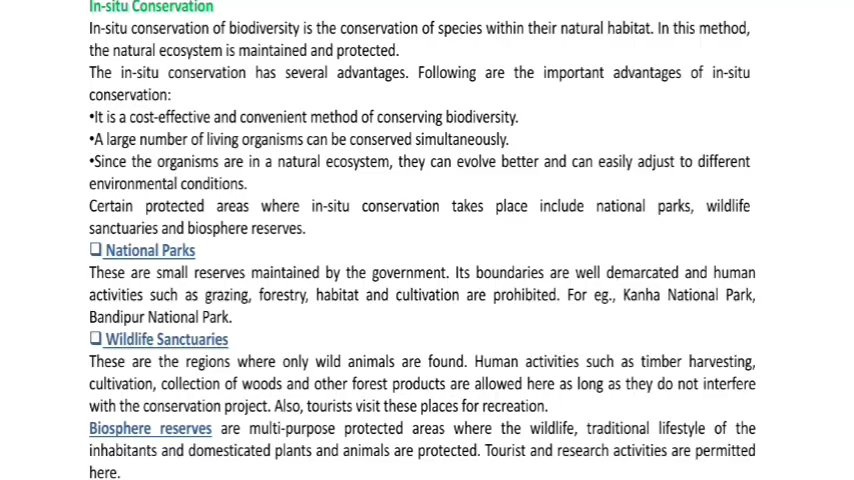 In-situ Conservation
In-situ conservation of biodiversity is the conservation of species within their natural habitat. In this method,
the natural ecosystem is maintained and protected.
The in-situ conservation has several advantages. Following are the important advantages of in-situ
conservation:
•It is a cost-effective and convenient method of conserving biodiversity.
•A large number of living organisms can be conserved simultaneously.
•Since the organisms are in a natural ecosystem, they can evolve better and can easily adjust to different
environmental conditions.
Certain protected areas where in-situ conservation takes place include national parks, wildlife
sanctuaries and biosphere reserves.
❑ National Parks
These are small reserves maintained by the government. Its boundaries are well demarcated and human
activities such as grazing, forestry, habitat and cultivation are prohibited. For eg., Kanha National Park,
Bandipur National Park.
❑ Wildlife Sanctuaries
These are the regions where only wild animals are found. Human activities such as timber harvesting,
cultivation, collection of woods and other forest products are allowed here as long as they do not interfere
with the conservation project. Also, tourists visit these places for recreation.
Biosphere reserves are multi-purpose protected areas where the wildlife, traditional lifestyle of the
inhabitants and domesticated plants and animals are protected. Tourist and research activities are permitted
here.